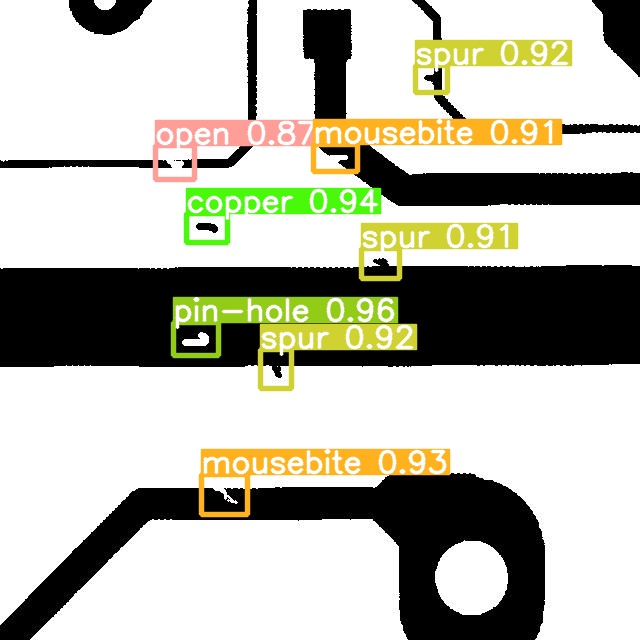 spur 0.92
open 0.87
mousebite 0.91
copper 0.94
spur 0.91
pin-hole 0.96
spur 0.92
mousebite 0.93